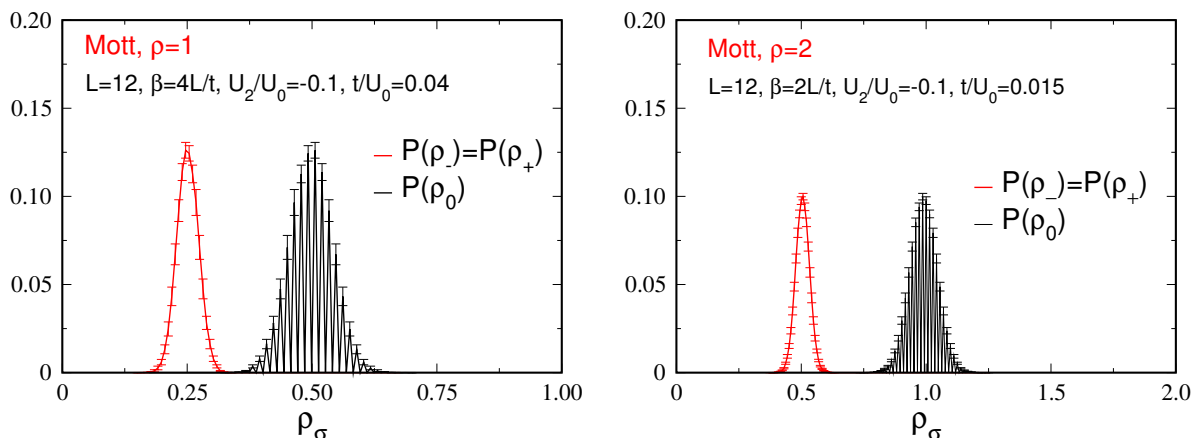 0.20
0.15
0.10
0.05
0
0
0.25
0.50
0.75
1.00
ρσ
Mott, ρ=1
L=12, β=4L/t, U2/U0=-0.1, t/U0=0.04
P(ρ-)=P(ρ+)
P(ρ0)
0.20
0.15
0.10
0.05
0
0
0.5
1.0
1.5
2.0
ρσ
Mott, ρ=2
L=12, β=2L/t, U2/U0=-0.1, t/U0=0.015
P(ρ-)=P(ρ+)
P(ρ0)